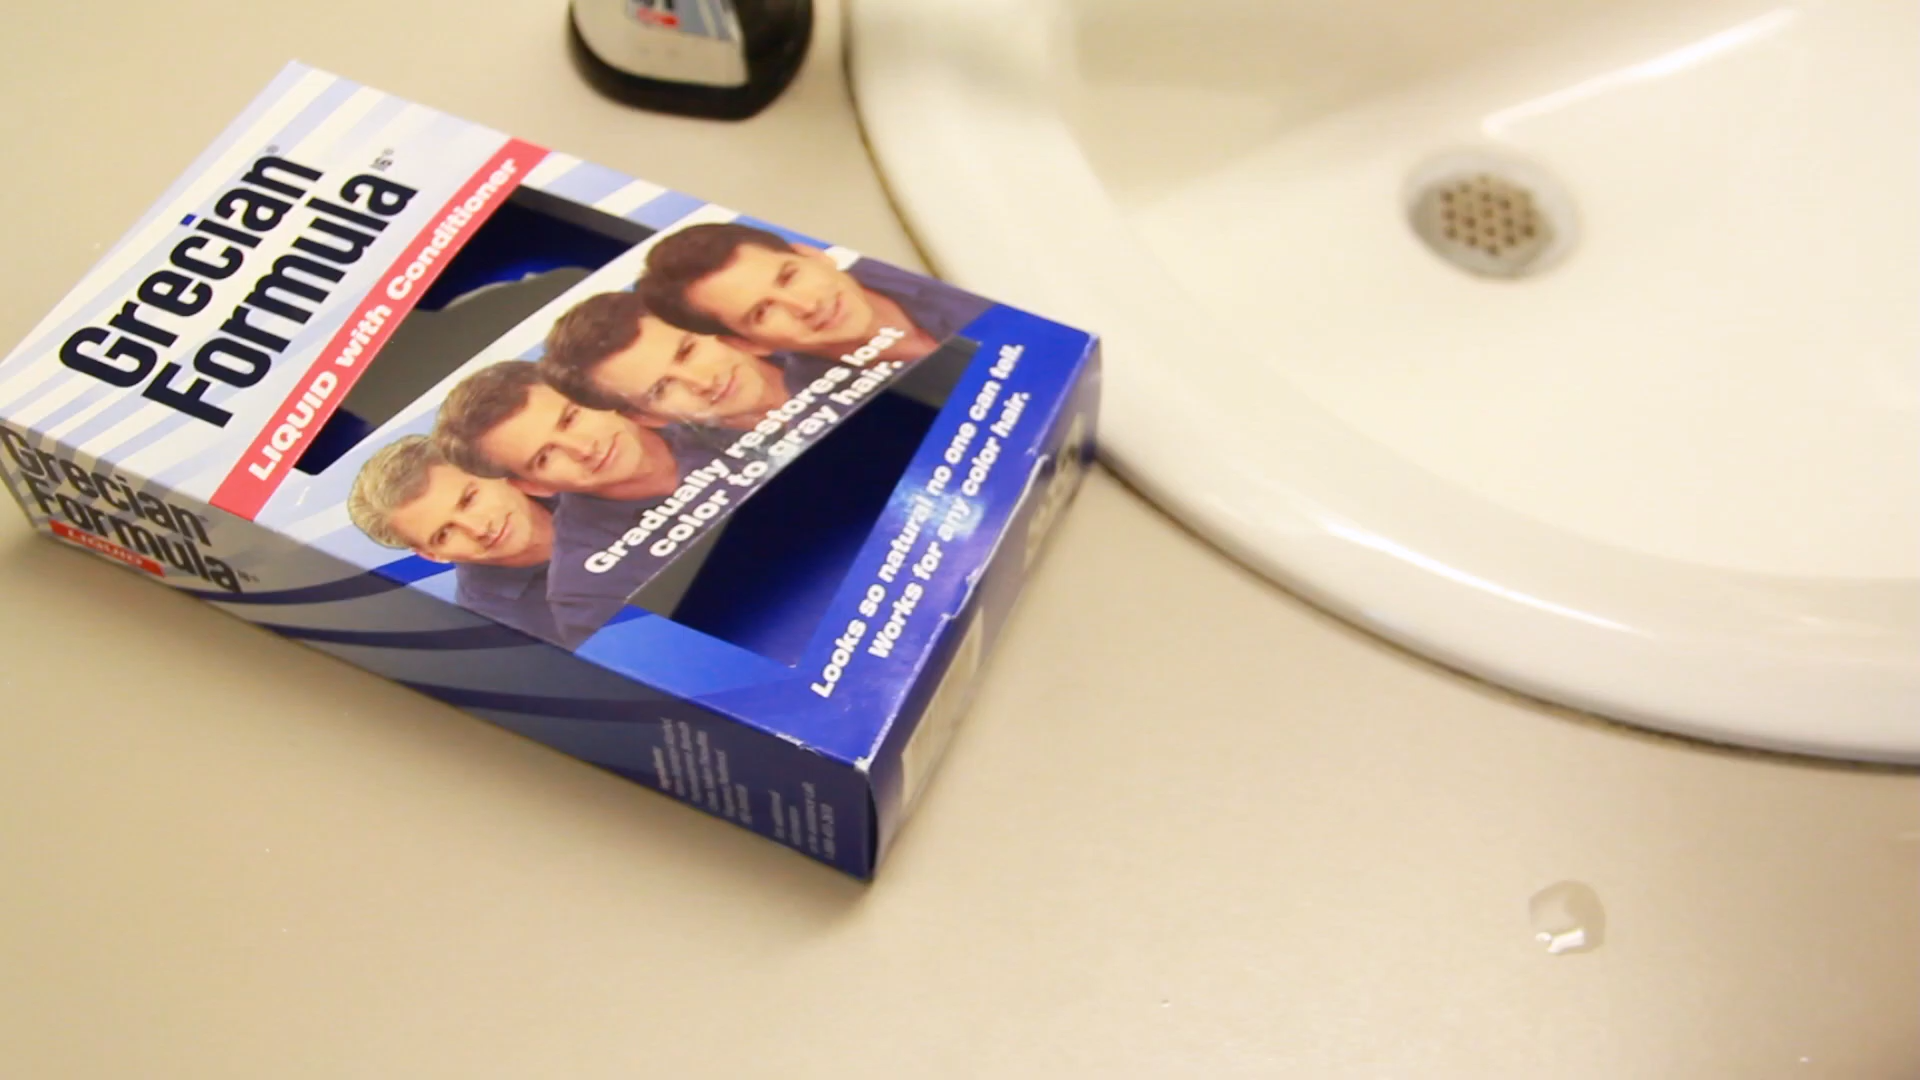 Grecian®
Formula 16®
LIQUID with Conditioner
Gradually restores lost
color to gray hair.
Looks so natural no one can tell.
Works for any color hair.
Grecian
Formula
LIQUID